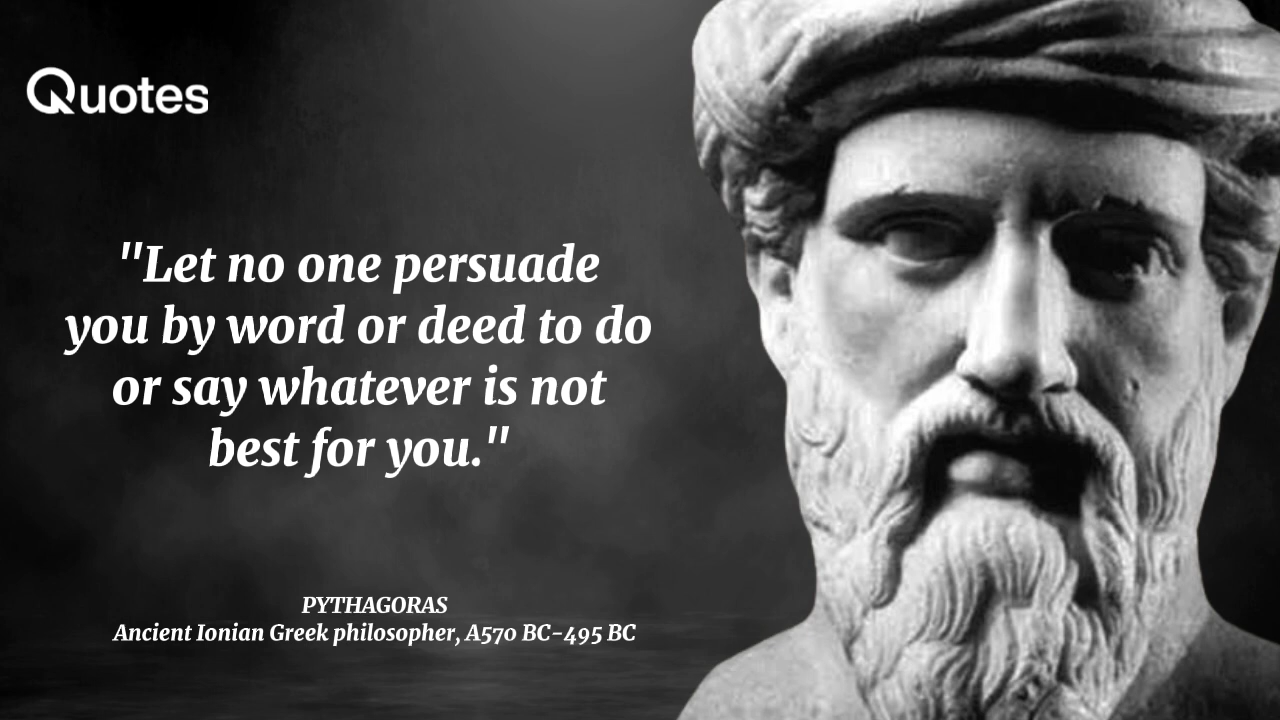 Quotes
"Let no one persuade
you by word or deed to do
or say whatever is not
best for you."
PYTHAGORAS
Ancient Ionian Greek philosopher, A570 BC-495 BC